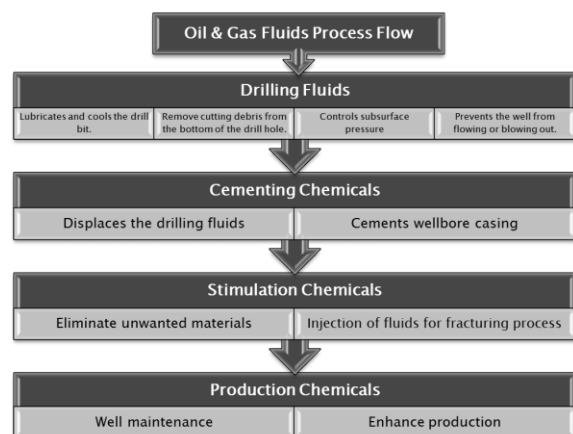 Oil & Gas Fluids Process Flow
Drilling Fluids
Lubricates and cools the drill
bit.
Remove cutting debris from
the bottom of the drill hole.
Controls subsurface
pressure
Prevents the well from
flowing or blowing out.
Cementing Chemicals
Displaces the drilling fluids
Cements wellbore casing
Stimulation Chemicals
Eliminate unwanted materials
Injection of fluids for fracturing process
Production Chemicals
Well maintenance
Enhance production